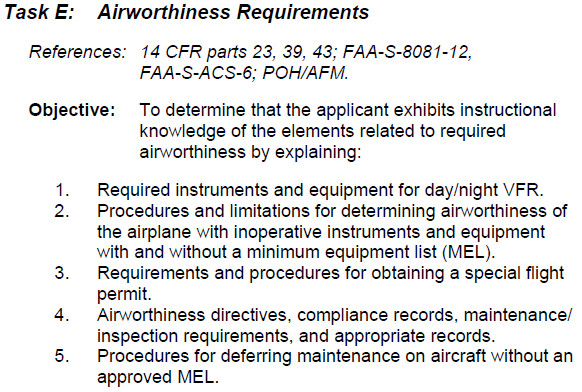 Task E: Airworthiness Requirements
References: 14 CFR parts 23, 39, 43; FAA-S-8081-12,
FAA-S-ACS-6; POH/AFM.
Objective: To determine that the applicant exhibits instructional
knowledge of the elements related to required
airworthiness by explaining:
1. Required instruments and equipment for day/night VFR.
2. Procedures and limitations for determining airworthiness of
the airplane with inoperative instruments and equipment
with and without a minimum equipment list (MEL).
3. Requirements and procedures for obtaining a special flight
permit.
4. Airworthiness directives, compliance records, maintenance/
inspection requirements, and appropriate records.
5. Procedures for deferring maintenance on aircraft without an
approved MEL.